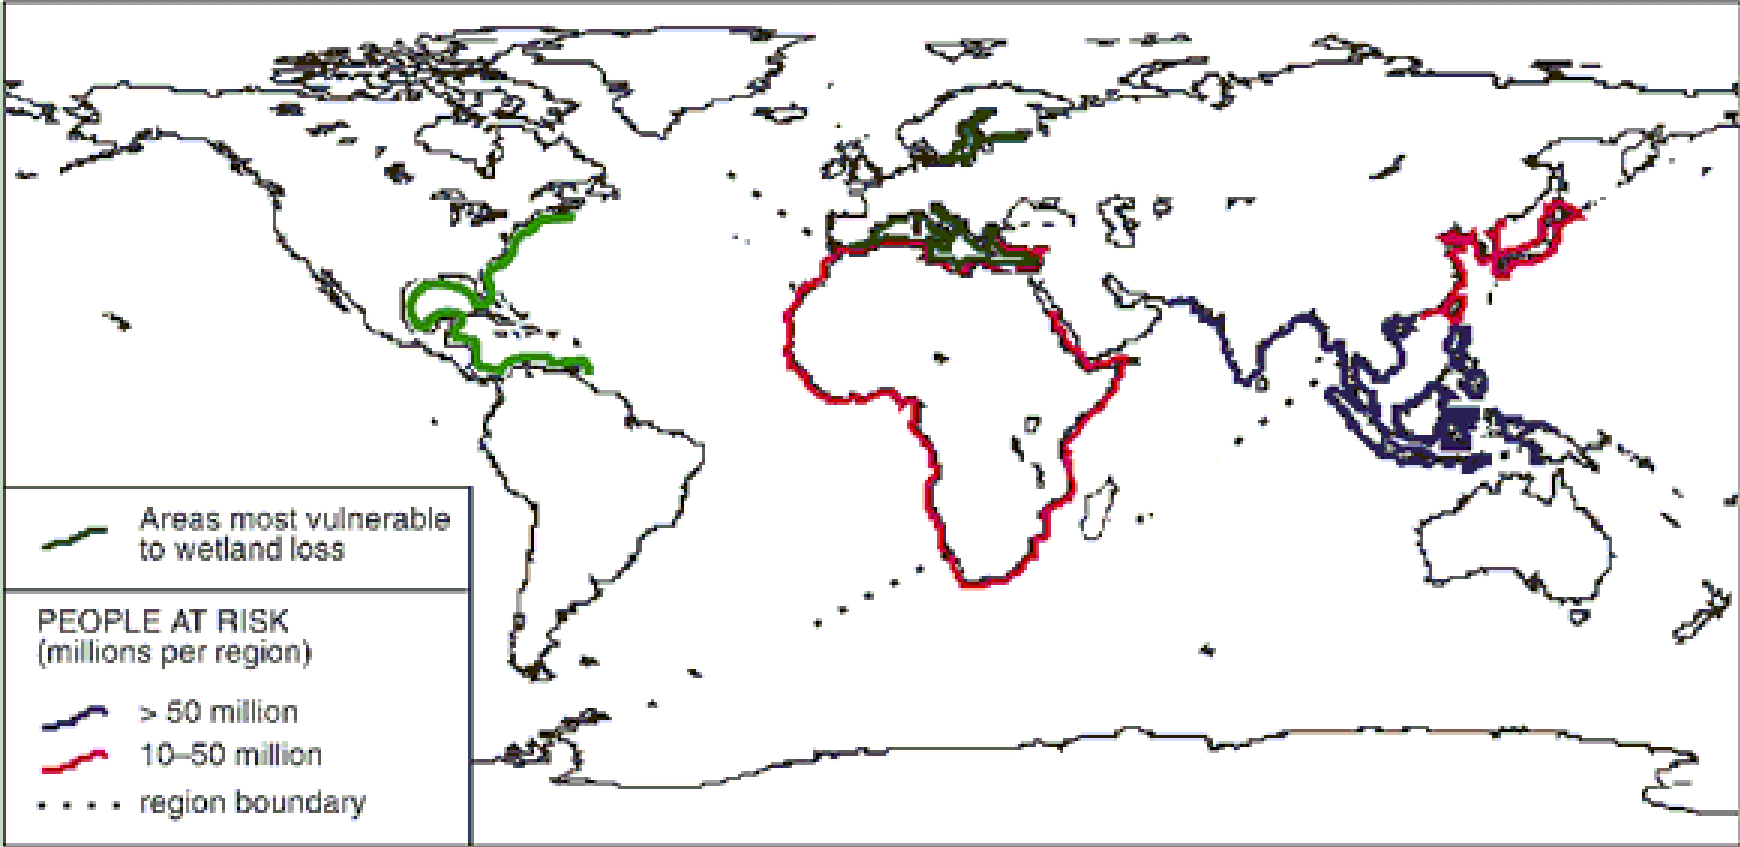 Areas most vulnerable
to wetland loss
PEOPLE AT RISK
(millions per region)
> 50 million
10–50 million
region boundary